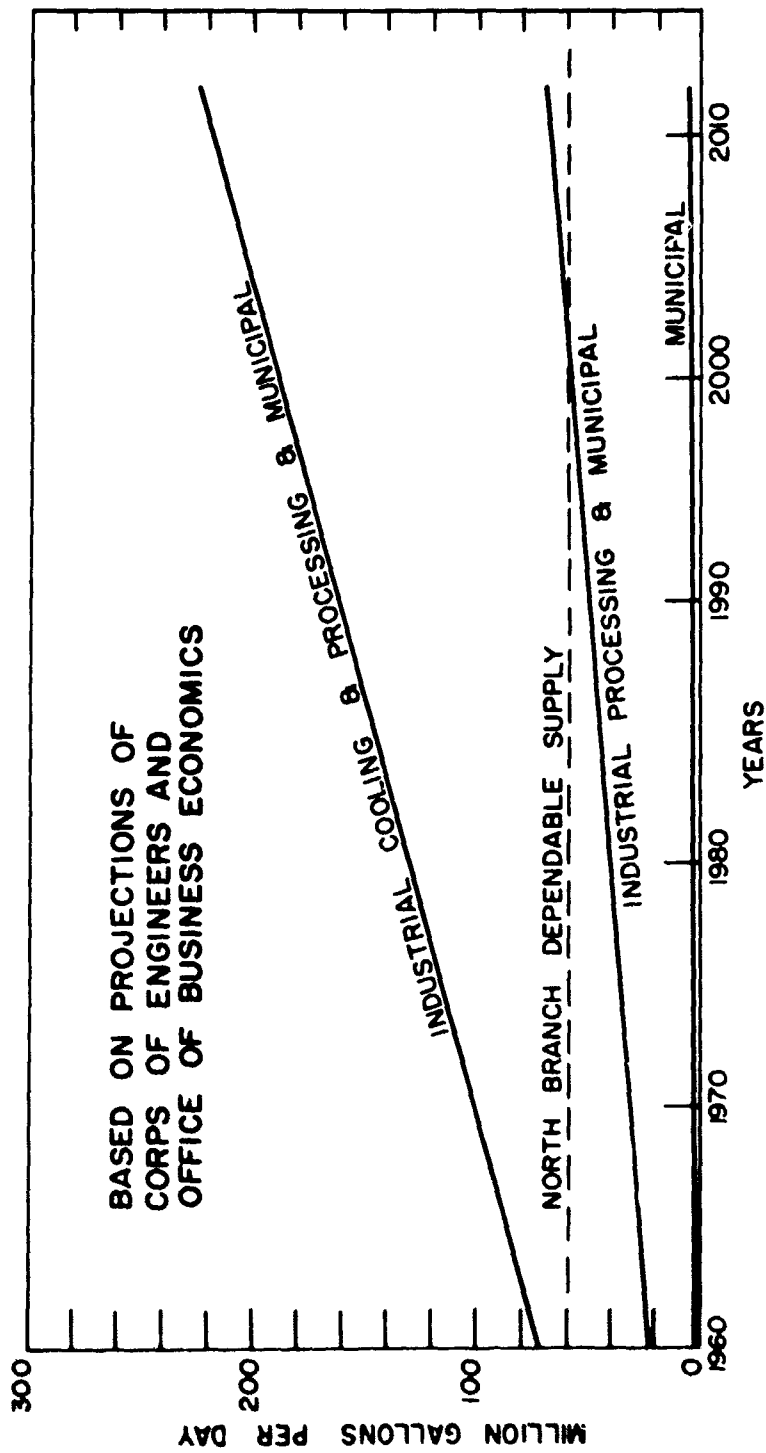 BASED ON PROJECTIONS OF
CORPS OF ENGINEERS AND
OFFICE OF BUSINESS ECONOMICS
MILLION GALLONS PER DAY
300
200
100
0
INDUSTRIAL COOLING & PROCESSING & MUNICIPAL
NORTH BRANCH DEPENDABLE SUPPLY
INDUSTRIAL PROCESSING & MUNICIPAL
MUNICIPAL
1960
1970
1980
1990
2000
2010
YEARS